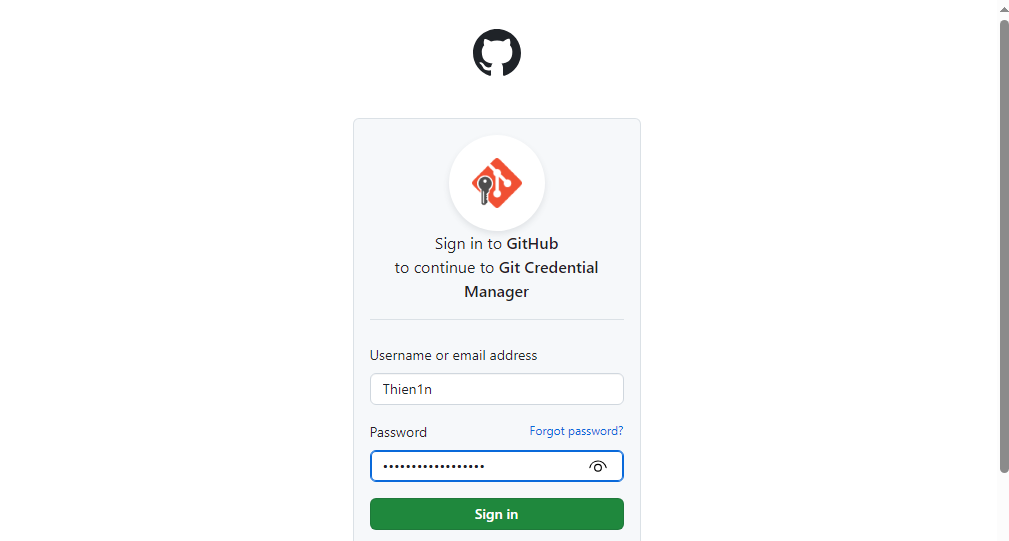 Sign in to GitHub
to continue to Git Credential
Manager
Username or email address
Thien1n
Password
Forgot password?
••••••••••••••••••
Sign in